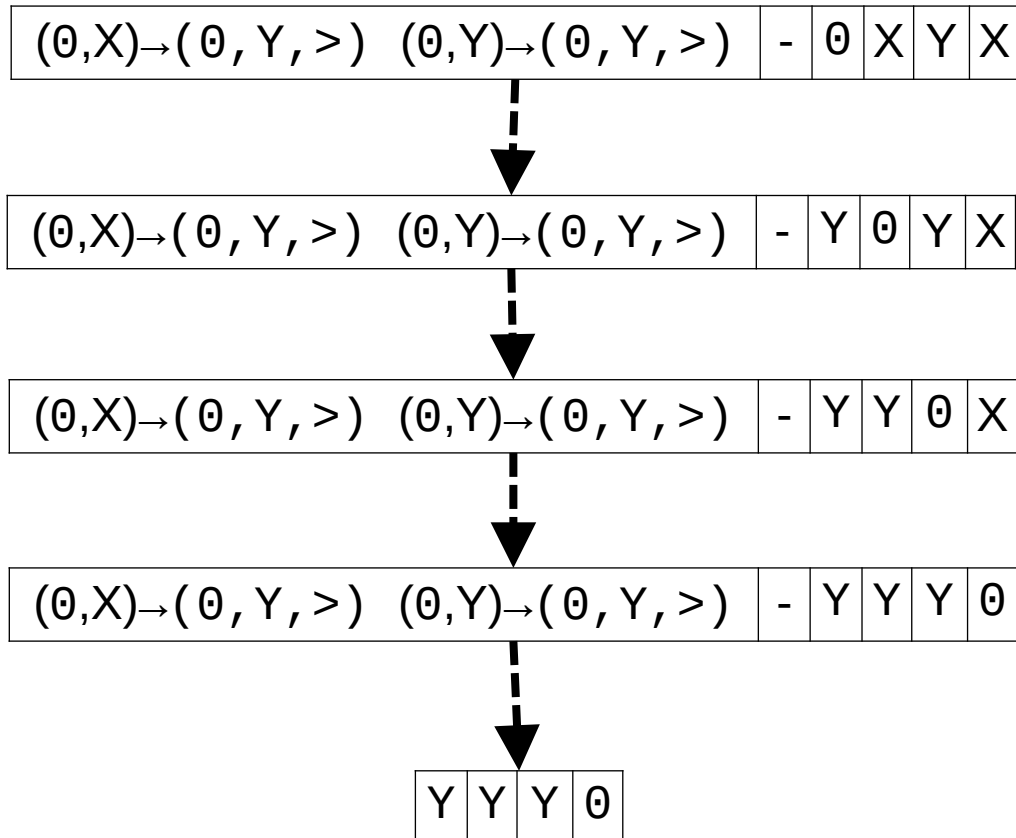 (0,X)→(0,Y,>) (0,Y)→(0,Y,>) - 0 X Y X
(0,X)→(0,Y,>) (0,Y)→(0,Y,>) - Y 0 Y X
(0,X)→(0,Y,>) (0,Y)→(0,Y,>) - Y Y 0 X
(0,X)→(0,Y,>) (0,Y)→(0,Y,>) - Y Y Y 0
Y Y Y 0